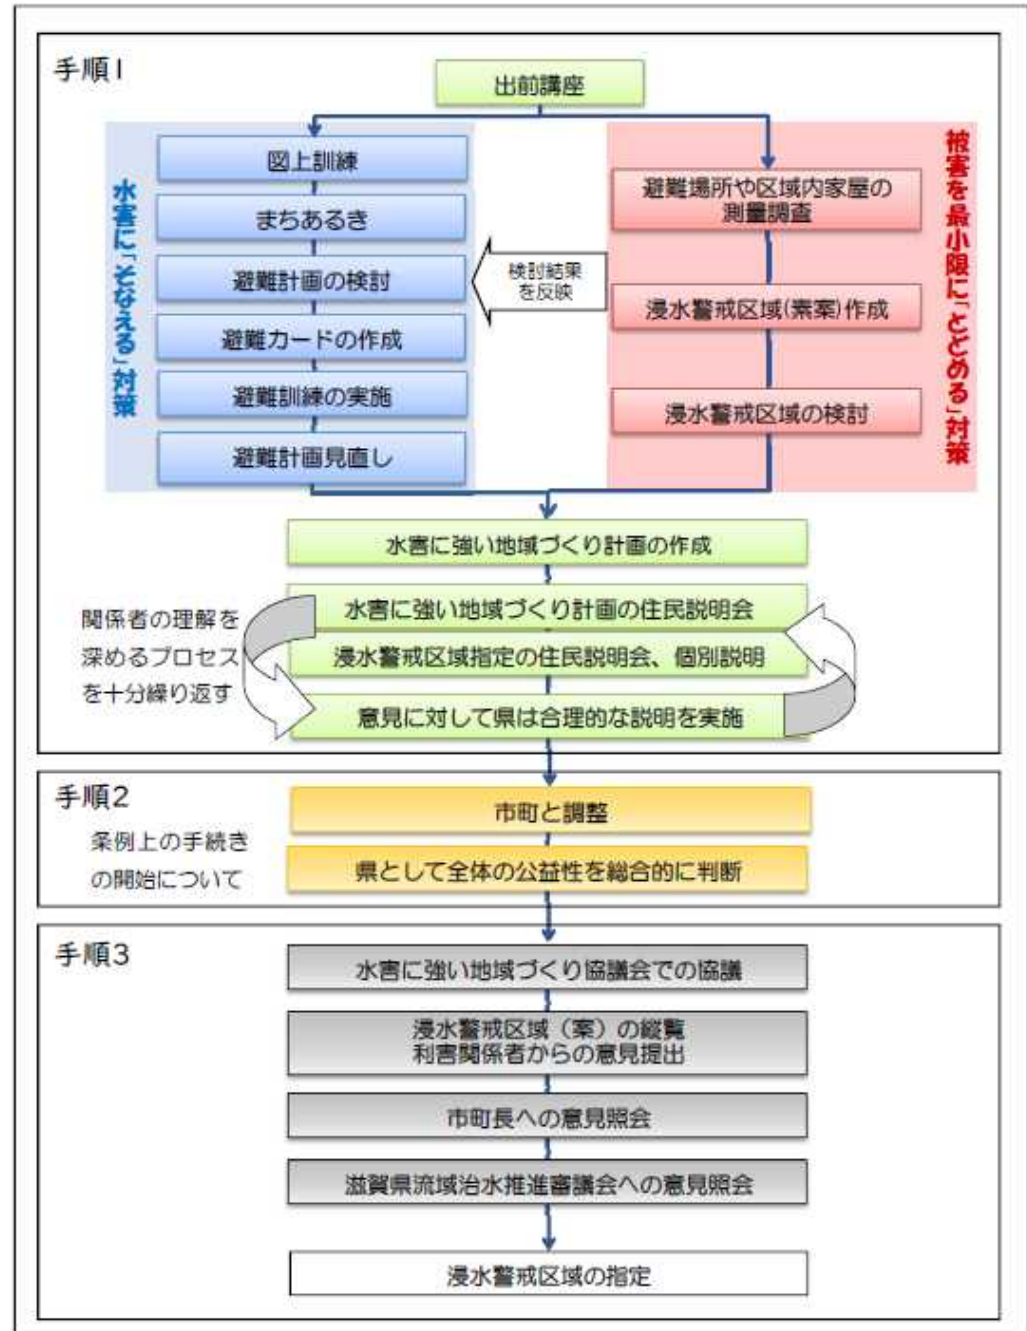 手順1
出前講座
水害に「そなえる」対策
図上訓練
まちあるき
避難計画の検討
避難カードの作成
避難訓練の実施
避難計画見直し
検討結果
を反映
避難場所や区域内家屋の
測量調査
浸水警戒区域(素案)作成
浸水警戒区域の検討
被害を最小限に「とどめる」対策
水害に強い地域づくり計画の作成
関係者の理解を
深めるプロセス
を十分繰り返す
水害に強い地域づくり計画の住民説明会
浸水警戒区域指定の住民説明会、個別説明
意見に対して県は合理的な説明を実施
手順2
条例上の手続き
の開始について
市町と調整
県として全体の公益性を総合的に判断
手順3
水害に強い地域づくり協議会での協議
浸水警戒区域（案）の縦覧
利害関係者からの意見提出
市町長への意見照会
滋賀県流域治水推進審議会への意見照会
浸水警戒区域の指定